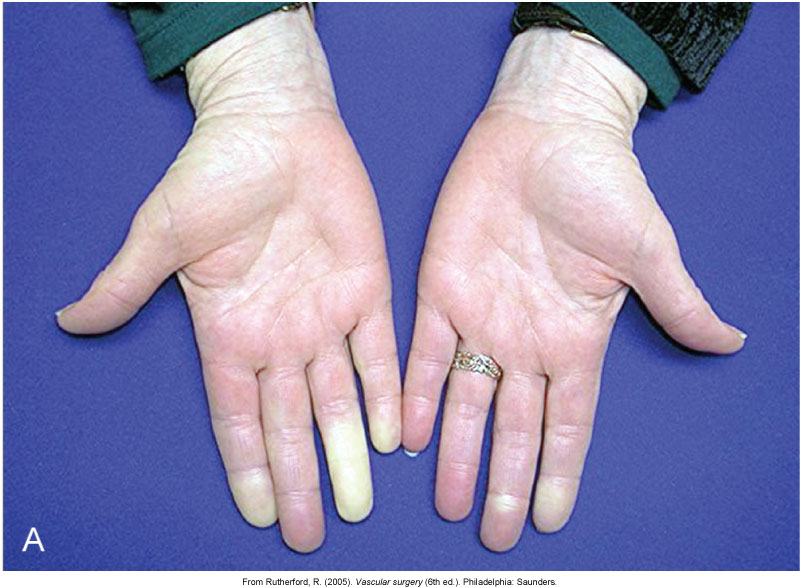 A
From Rutherford, R. (2005). Vascular surgery (6th ed.). Philadelphia: Saunders.